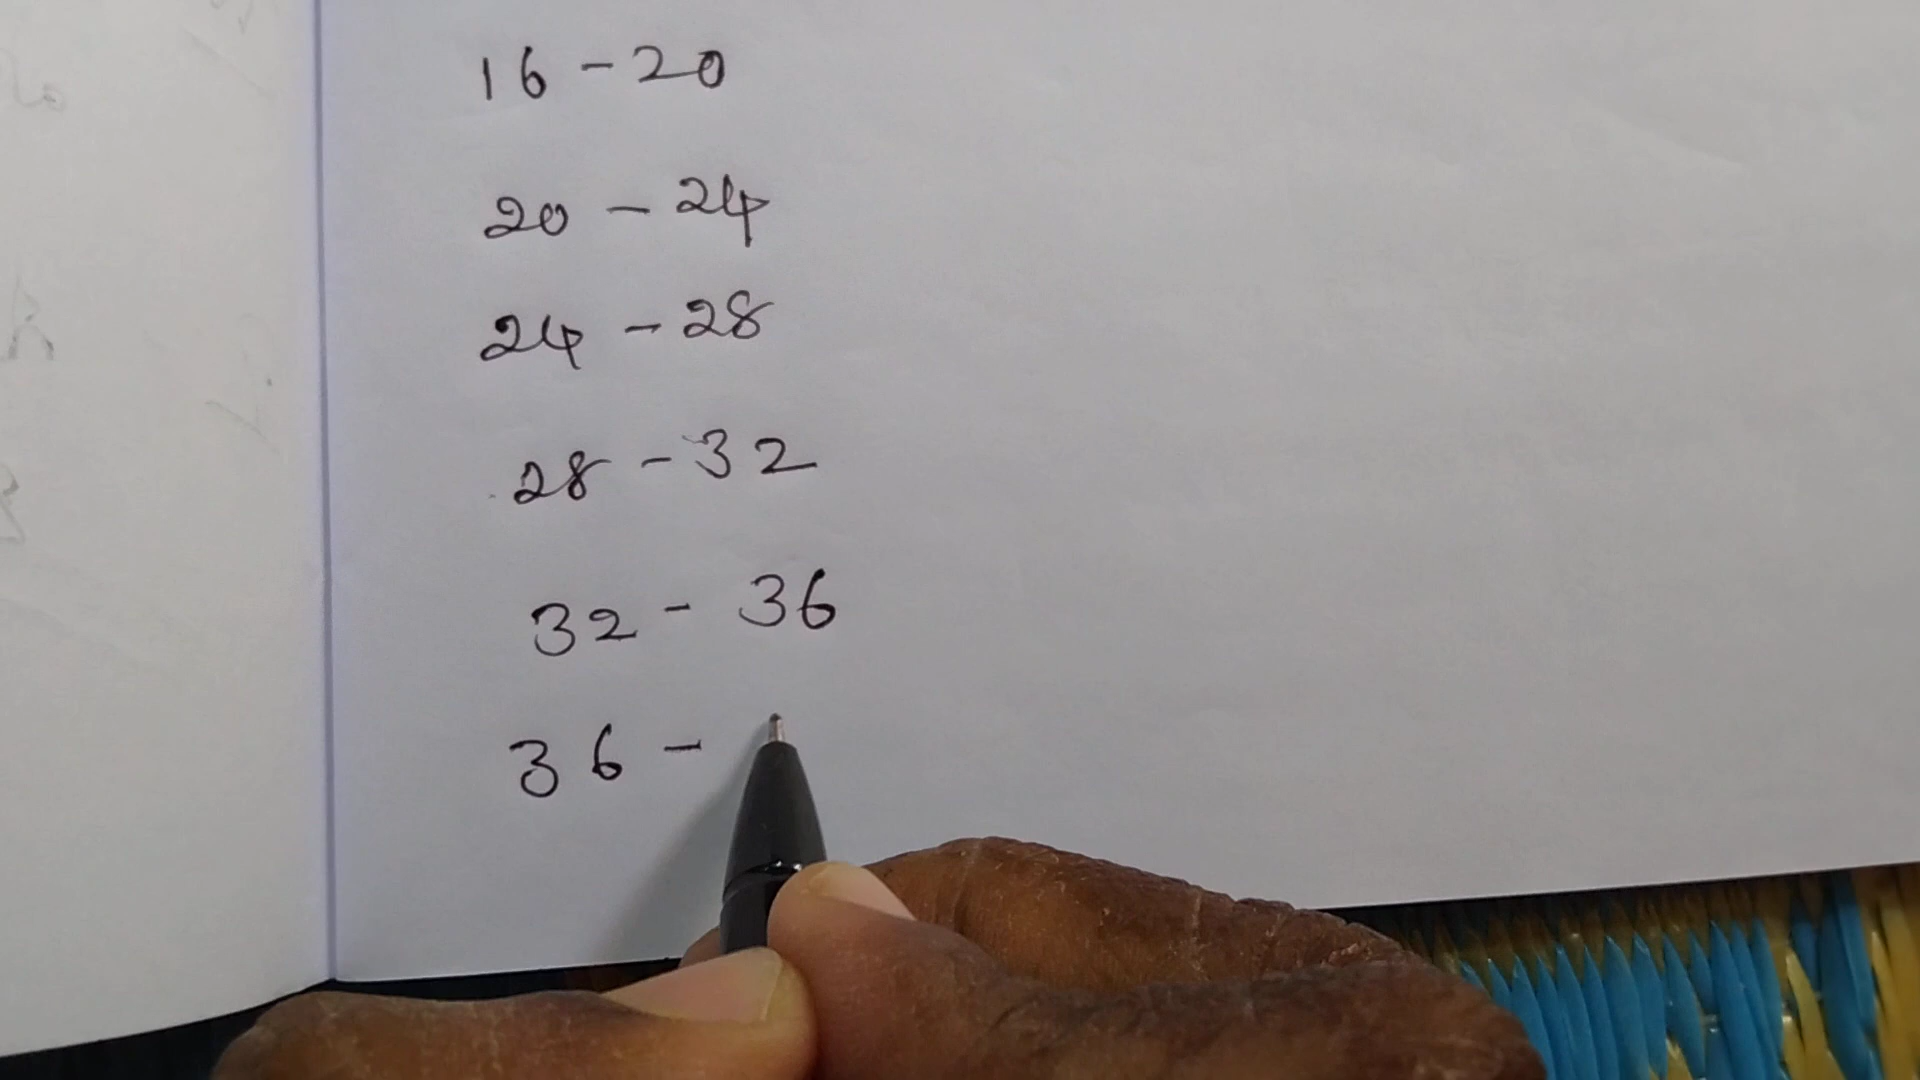 16 - 20
20 - 24
24 - 28
28 - 32
32 - 36
36 -